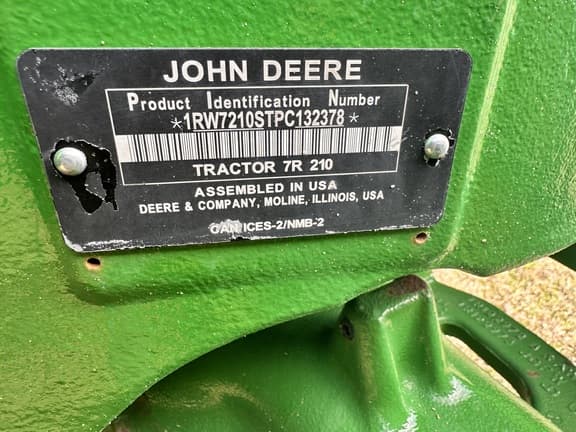 JOHN DEERE
Product Identification Number
*1RW7210STPC132378*
TRACTOR 7R 210
ASSEMBLED IN USA
DEERE & COMPANY, MOLINE, ILLINOIS, USA
CAN ICES-2/NMB-2